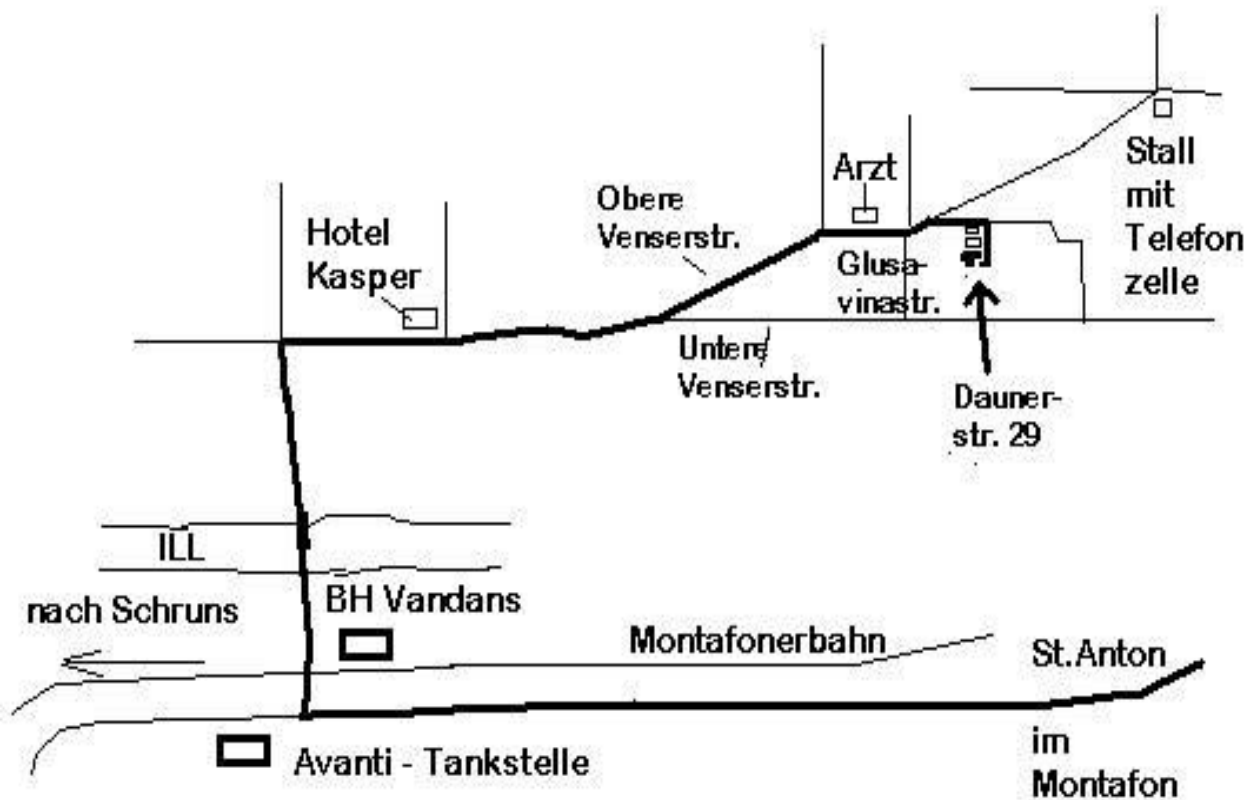 Arzt
Stall
mit
Telefon
zelle
Obere
Venserstr.
Hotel
Kasper
Glusa-
vinastr.
Untere
Venserstr.
Dauner-
str. 29
ILL
BH Vandans
nach Schruns
Montafonerbahn
St.Anton
im
Montafon
Avanti - Tankstelle